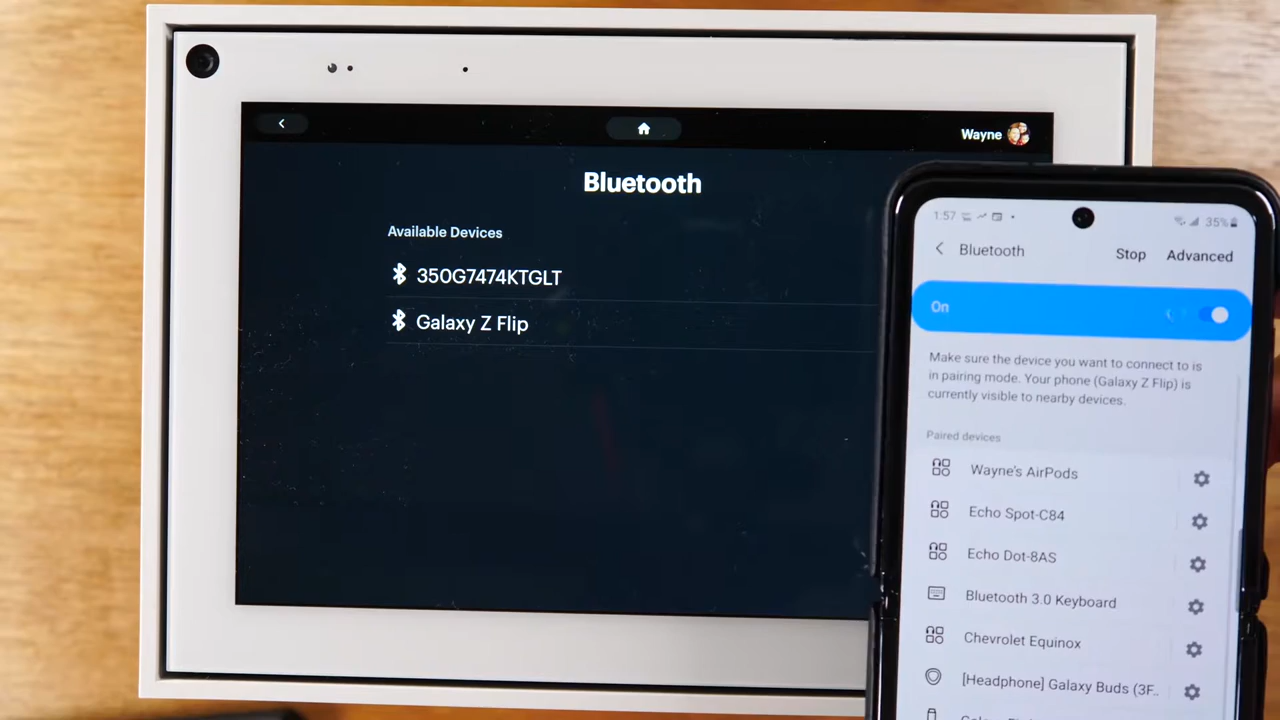 Wayne
Bluetooth
Available Devices
350G7474KTGLT
Galaxy Z Flip
1:57
35%
Bluetooth
Stop
Advanced
On
Make sure the device you want to connect to is
in pairing mode. Your phone (Galaxy Z Flip) is
currently visible to nearby devices.
Paired devices
Wayne's AirPods
Echo Spot-C84
Echo Dot-8AS
Bluetooth 3.0 Keyboard
Chevrolet Equinox
[Headphone] Galaxy Buds (3F..